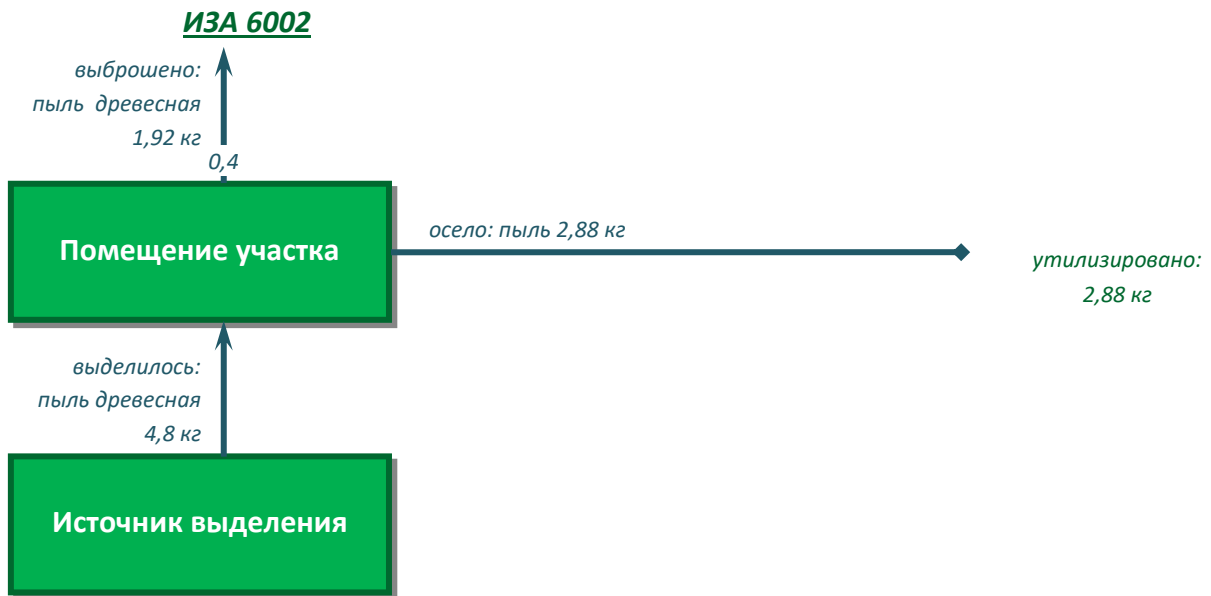 ИЗА 6002
выброшено:
пыль древесная
1,92 кг
0,4
Помещение участка
осело: пыль 2,88 кг
утилизировано:
2,88 кг
выделилось:
пыль древесная
4,8 кг
Источник выделения